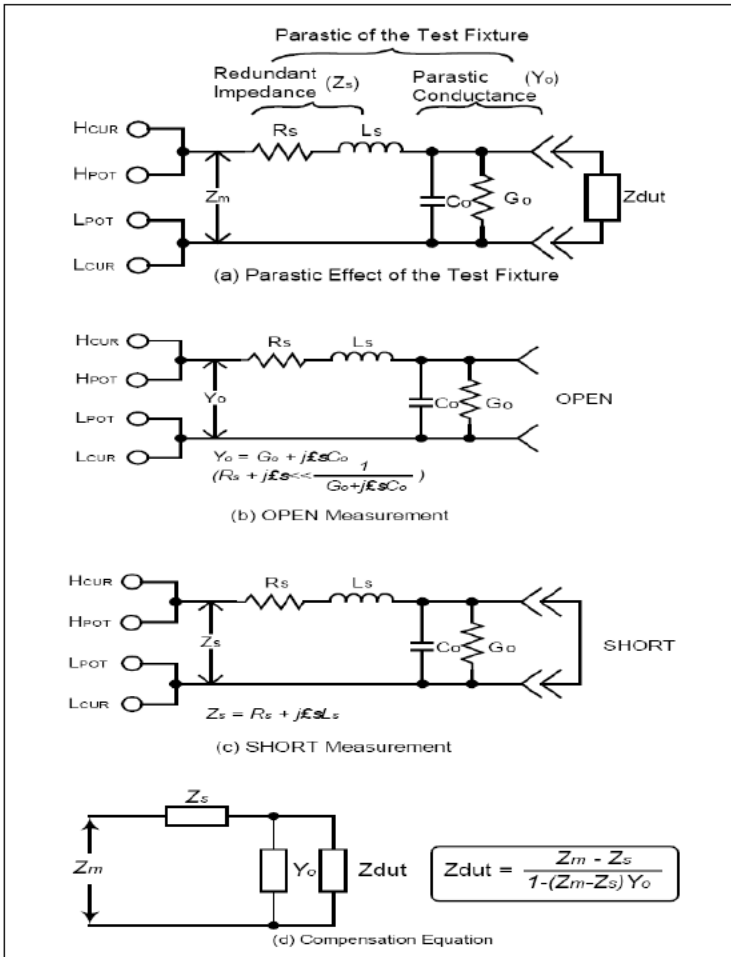 Parastic of the Test Fixture
Redundant Impedance (Zs)
Parastic Conductance (Yo)
HCUR
HPOT
LPOT
LCUR
Rs
Ls
Zm
Co
Go
Zdut
(a) Parastic Effect of the Test Fixture
HCUR
HPOT
LPOT
LCUR
Rs
Ls
Yo
Co
Go
OPEN
Yo = Go + j£sCo
(Rs + j£s<< 1 / Go+j£sCo )
(b) OPEN Measurement
HCUR
HPOT
LPOT
LCUR
Rs
Ls
Zs
Co
Go
SHORT
Zs = Rs + j£sLs
(c) SHORT Measurement
Zs
Zm
Yo
Zdut
Zdut = Zm - Zs / 1-(Zm-Zs) Yo
(d) Compensation Equation